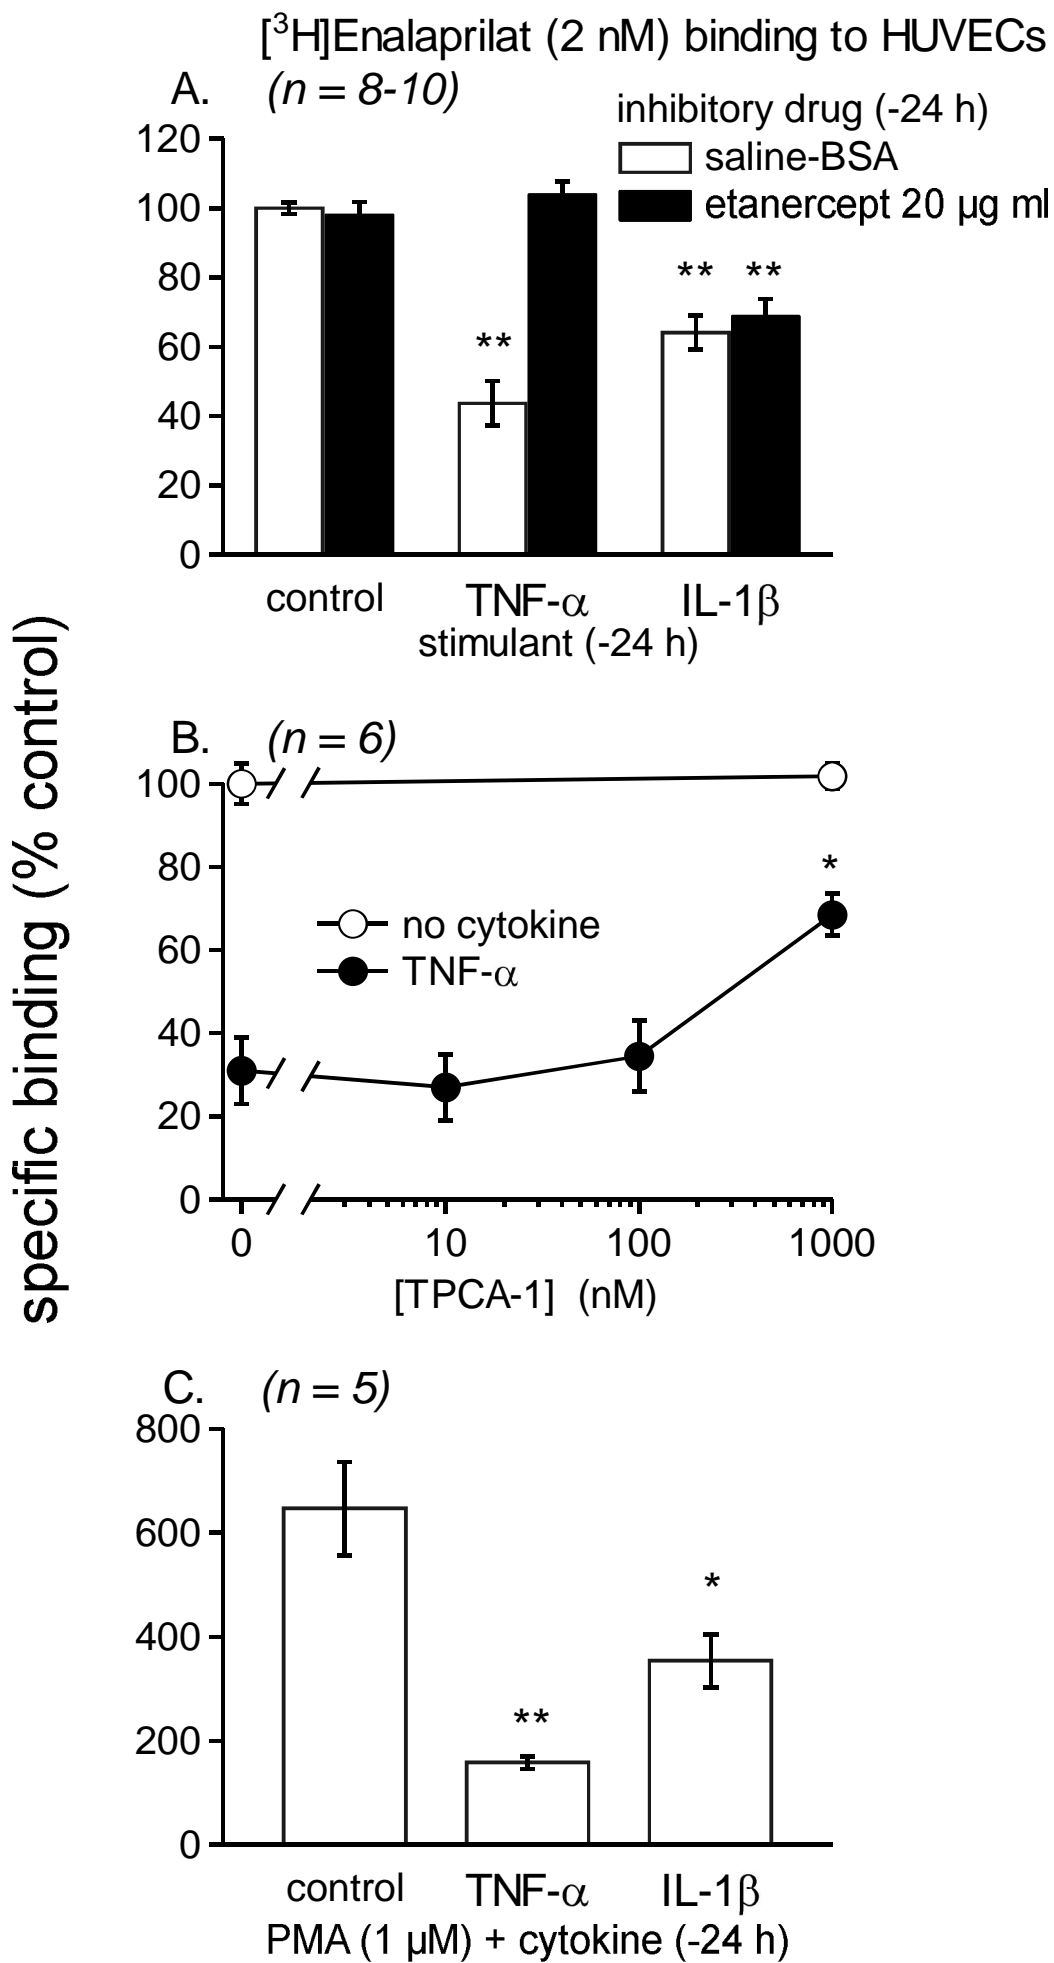 [³H]Enalaprilat (2 nM) binding to HUVECs
A. (n = 8-10)
inhibitory drug (-24 h)
saline-BSA
etanercept 20 µg ml
120
100
80
60
40
20
0
** ** **
control TNF-α IL-1β
stimulant (-24 h)
specific binding (% control)
B. (n = 6)
100
80
60
40
20
0
*
no cytokine
TNF-α
0 10 100 1000
[TPCA-1] (nM)
C. (n = 5)
800
600
400
200
0
** *
control TNF-α IL-1β
PMA (1 µM) + cytokine (-24 h)